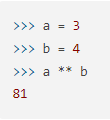 >>> a = 3
>>> b = 4
>>> a ** b
81